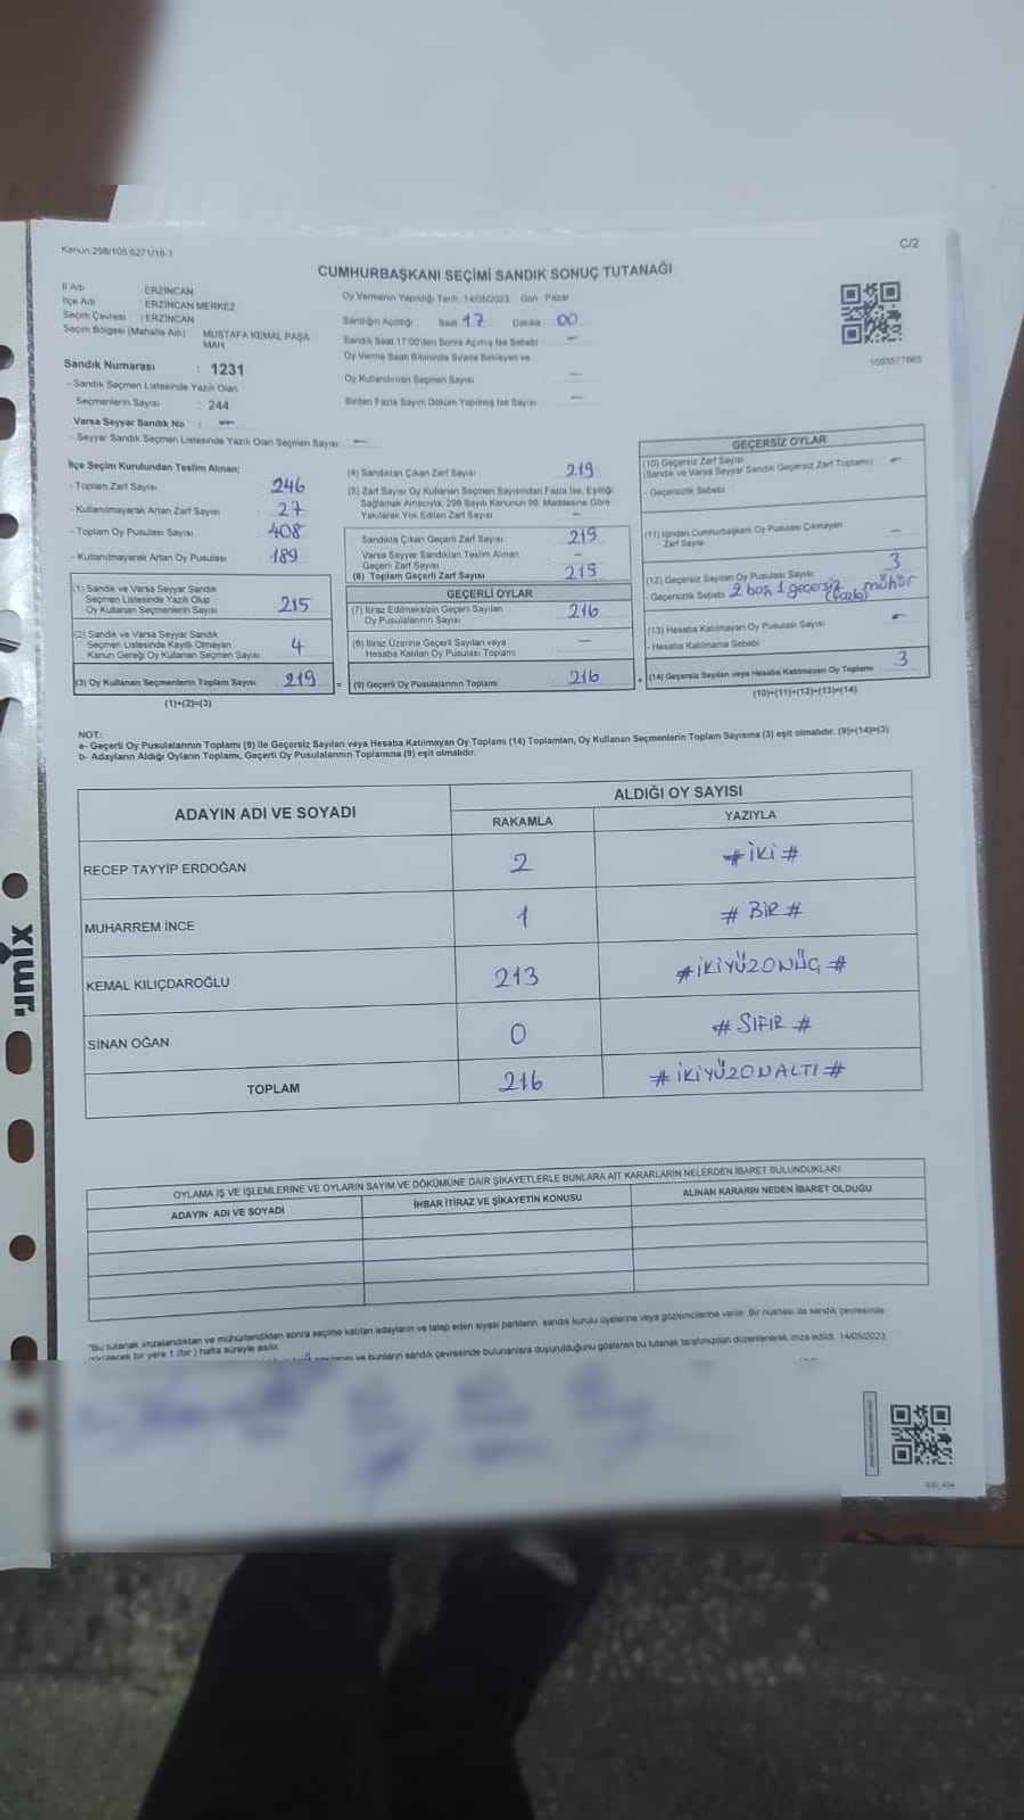 Kanun:298/105 6271/18-1
C/2
CUMHURBAŞKANI SEÇİMİ SANDIK SONUÇ TUTANAĞI
İl Adı ERZİNCAN
İlçe Adı ERZİNCAN MERKEZ
Seçim Çevresi : ERZİNCAN
Seçim Bölgesi (Mahalle Adı) MUSTAFA KEMAL PAŞA MAH
Sandık Numarası : 1231
- Sandık Seçmen Listesinde Yazılı Olan
Seçmenlerin Sayısı : 244
Varsa Seyyar Sandık No : -
- Seyyar Sandık Seçmen Listesinde Yazılı Olan Seçmen Sayısı -
Oy Vermenin Yapıldığı Tarih: 14/05/2023 Gün: Pazar
Sandığın Açıldığı Saat 17 Dakika 00
Sandık Saat 17:00'den Sonra Açılmış İse Sebebi -
Oy Verme Saati Bitiminde Sırada Bekleyen ve
Oy Kullandırılan Seçmen Sayısı -
Birden Fazla Sayım Döküm Yapılmış İse Sayısı -
İlçe Seçim Kurulundan Teslim Alınan;
- Toplam Zarf Sayısı 246
- Kullanılmayarak Artan Zarf Sayısı 27
- Toplam Oy Pusulası Sayısı 408
- Kullanılmayarak Artan Oy Pusulası 189
(1) Sandık ve Varsa Seyyar Sandık
Seçmen Listesinde Yazılı Olup
Oy Kullanan Seçmenlerin Sayısı 215
(2) Sandık ve Varsa Seyyar Sandık
Seçmen Listesinde Kayıtlı Olmayan
Kanun Gereği Oy Kullanan Seçmen Sayısı 4
(3) Oy Kullanan Seçmenlerin Toplam Sayısı 219
(1)+(2)=(3)
(4) Sandıktan Çıkan Zarf Sayısı 219
(5) Zarf Sayısı Oy Kullanan Seçmen Sayısından Fazla İse, Eşitliği
Sağlamak Amacıyla, 298 Sayılı Kanunun 98. Maddesine Göre
Yakılarak Yok Edilen Zarf Sayısı -
Sandıkta Çıkan Geçerli Zarf Sayısı 219
Varsa Seyyar Sandıktan Teslim Alınan
Geçerli Zarf Sayısı -
(6) Toplam Geçerli Zarf Sayısı 219
GEÇERLİ OYLAR
(7) İtiraz Edilmeksizin Geçerli Sayılan
Oy Pusulalarının Sayısı 216
(8) İtiraz Üzerine Geçerli Sayılan veya
Hesaba Katılan Oy Pusulası Toplamı -
= (9) Geçerli Oy Pusulalarının Toplamı 216
GEÇERSİZ OYLAR
(10) Geçersiz Zarf Sayısı
(Sandık ve Varsa Seyyar Sandık Geçersiz Zarf Toplamı) -
- Geçersizlik Sebebi
(11) İçinden Cumhurbaşkanı Oy Pusulası Çıkmayan
Zarf Sayısı -
(12) Geçersiz Sayılan Oy Pusulası Sayısı 3
- Geçersizlik Sebebi 2 boş 1 geçersiz (fazla) mühür
(13) Hesaba Katılmayan Oy Pusulası Sayısı -
- Hesaba Katılmama Sebebi
+ (14) Geçersiz Sayılan veya Hesaba Katılmayan Oy Toplamı 3
(10)+(11)+(12)+(13)=(14)
NOT:
a- Geçerli Oy Pusulalarının Toplamı (9) ile Geçersiz Sayılan veya Hesaba Katılmayan Oy Toplamı (14) Toplamları, Oy Kullanan Seçmenlerin Toplam Sayısına (3) eşit olmalıdır. (9)+(14)=(3)
b- Adayların Aldığı Oyların Toplamı, Geçerli Oy Pusulalarının Toplamına (9) eşit olmalıdır.
ADAYIN ADI VE SOYADI
ALDIĞI OY SAYISI
RAKAMLA YAZIYLA
RECEP TAYYİP ERDOĞAN 2 # İKİ #
MUHARREM İNCE 1 # BİR #
KEMAL KILIÇDAROĞLU 213 # İKİYÜZONÜÇ #
SİNAN OĞAN 0 # SIFIR #
TOPLAM 216 # İKİYÜZONALTI #
OYLAMA İŞ VE İŞLEMLERİNE VE OYLARIN SAYIM VE DÖKÜMÜNE DAİR ŞİKAYETLERLE BUNLARA AİT KARARLARIN NELERDEN İBARET BULUNDUKLARI
ADAYIN ADI VE SOYADI İHBAR İTİRAZ VE ŞİKAYETİN KONUSU ALINAN KARARIN NEDEN İBARET OLDUĞU
"Bu tutanak imzalandıktan ve mühürlendikten sonra seçime katılan adayların ve talep eden siyasi partilerin sandık kurulu üyelerine veya gözlemcilerine verilir. Bir nüshası da sandık çevresinde
görülecek bir yere 1 (bir) hafta süreyle asılır.
ve bunların sandık çevresinde bulunanlara duyurulduğunu gösteren bu tutanak tarafımızdan düzenlenerek imza edildi. 14/05/2023